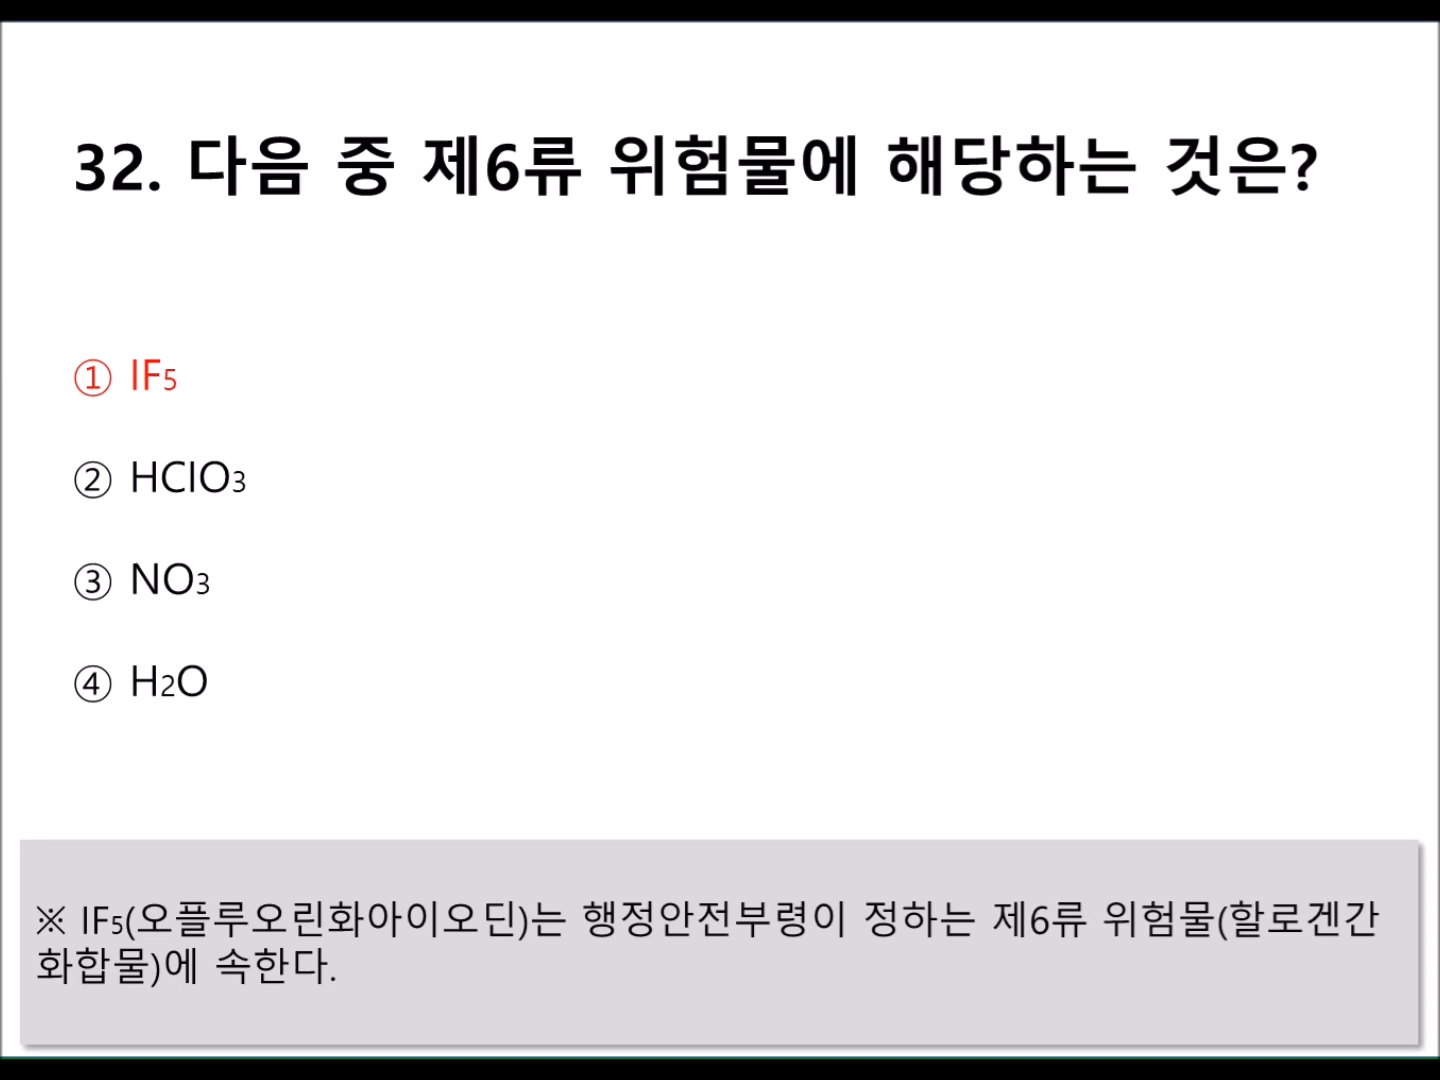 32. 다음 중 제6류 위험물에 해당하는 것은?
① IF5
② HClO3
③ NO3
④ H2O
※ IF5(오플루오린화아이오딘)는 행정안전부령이 정하는 제6류 위험물(할로겐간
화합물)에 속한다.